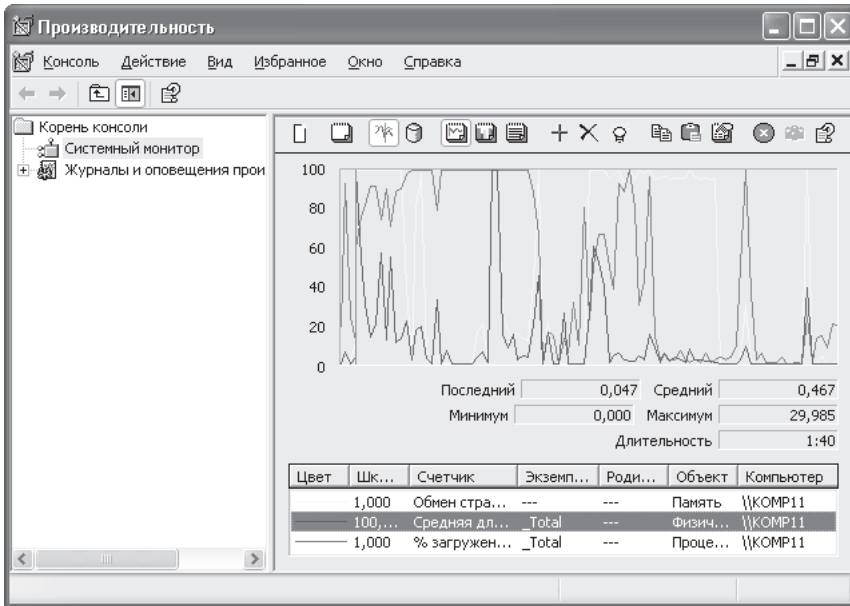 Производительность
Консоль Действие Вид Избранное Окно Справка
Корень консоли
Системный монитор
Журналы и оповещения прои
100
80
60
40
20
0
Последний 0,047 Средний 0,467
Минимум 0,000 Максимум 29,985
Длительность 1:40
Цвет Шк... Счетчик Экземп... Роди... Объект Компьютер
1,000 Обмен стра... --- --- Память \\KOMP11
100,... Средняя дл... _Total --- Физич... \\KOMP11
1,000 % загружен... _Total --- Проце... \\KOMP11